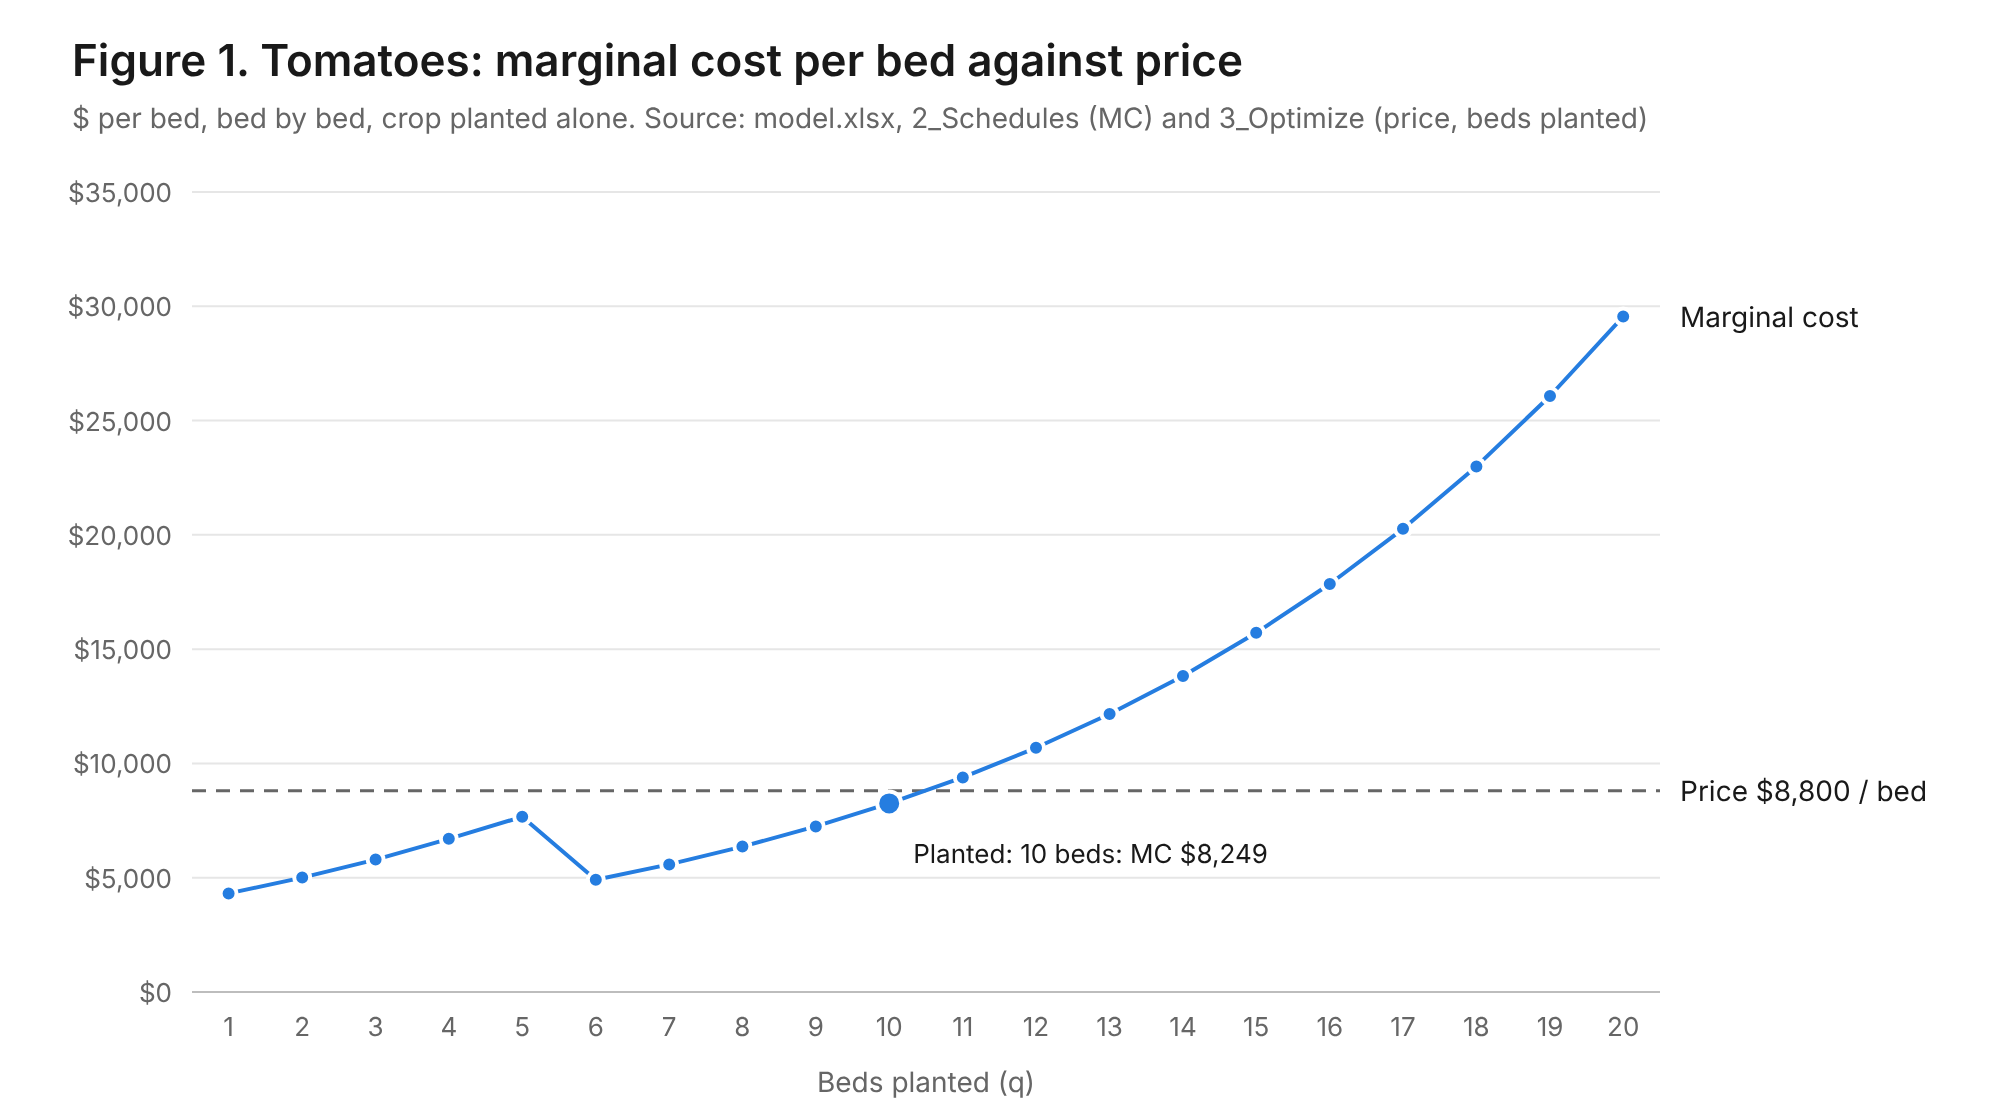 Figure 1. Tomatoes: marginal cost per bed against price
$ per bed, bed by bed, crop planted alone. Source: model.xlsx, 2_Schedules (MC) and 3_Optimize (price, beds planted)
$35,000
$30,000
Marginal cost
$25,000
$20,000
$15,000
$10,000
Price $8,800 / bed
Planted: 10 beds: MC $8,249
$5,000
$0
1 2 3 4 5 6 7 8 9 10 11 12 13 14 15 16 17 18 19 20
Beds planted (q)